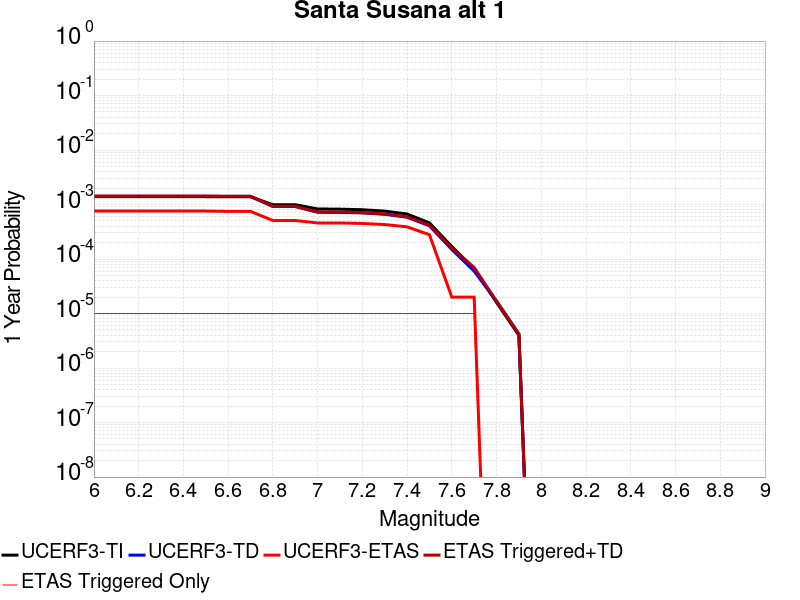 Santa Susana alt 1
10^0
10^-1
10^-2
10^-3
10^-4
10^-5
10^-6
10^-7
10^-8
1 Year Probability
6 6.2 6.4 6.6 6.8 7 7.2 7.4 7.6 7.8 8 8.2 8.4 8.6 8.8 9
Magnitude
UCERF3-TI UCERF3-TD UCERF3-ETAS ETAS Triggered+TD
ETAS Triggered Only